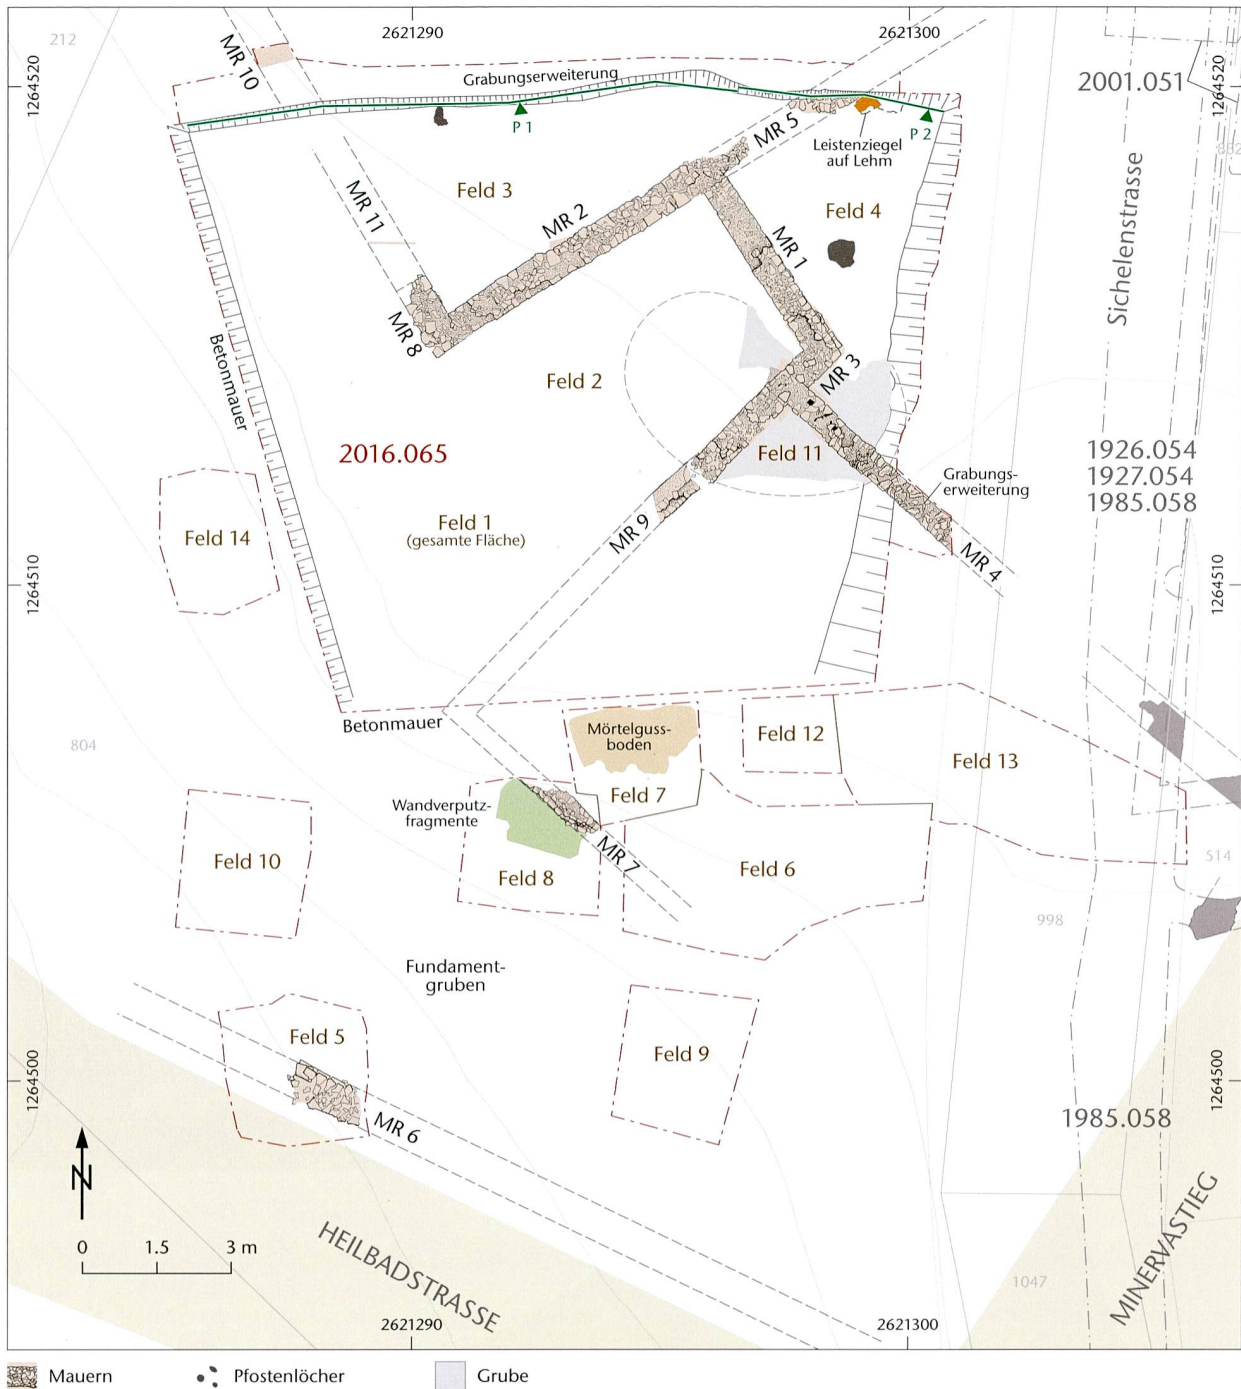 2621290
2621300
1264520
1264520
212
MR 10
Grabungserweiterung
2001.051
P 1
MR 5
P 2
Leistenziegel
auf Lehm
Feld 3
MR 11
MR 2
Feld 4
MR 1
Sichelenstrasse
MR 8
Betonmauer
Feld 2
MR 3
2016.065
Feld 11
1926.054
1927.054
1985.058
Grabungs-
erweiterung
Feld 14
Feld 1
(gesamte Fläche)
MR 9
MR 4
1264510
1264510
Betonmauer
Mörtelguss-
boden
Feld 12
Feld 13
804
Feld 7
Wandverputz-
fragmente
MR 7
Feld 10
Feld 8
Feld 6
514
998
Fundament-
gruben
Feld 5
Feld 9
1264500
1264500
MR 6
1985.058
N
0 1.5 3 m
HEILBADSTRASSE
MINERVASTIEG
1047
2621290
2621300
Mauern
Pfostenlöcher
Grube